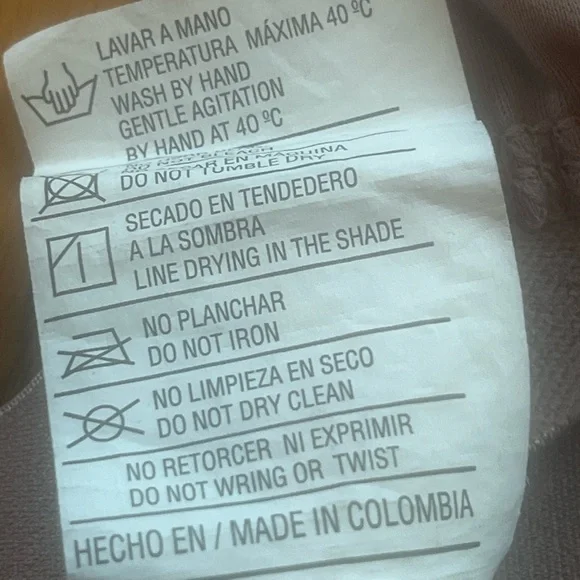 LAVAR A MANO
TEMPERATURA MÁXIMA 40 ºC
WASH BY HAND
GENTLE AGITATION
BY HAND AT 40 ºC
EN MAQUINA
DO NOT TUMBLE DRY
SECADO EN TENDEDERO
A LA SOMBRA
LINE DRYING IN THE SHADE
NO PLANCHAR
DO NOT IRON
NO LIMPIEZA EN SECO
DO NOT DRY CLEAN
NO RETORCER NI EXPRIMIR
DO NOT WRING OR TWIST
HECHO EN / MADE IN COLOMBIA